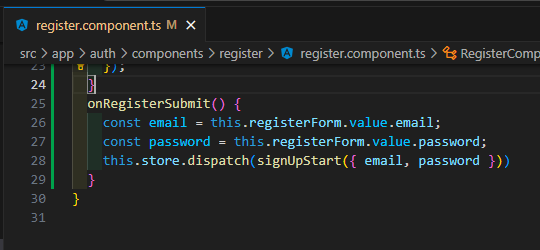 register.component.ts M ×
src > app > auth > components > register > register.component.ts > RegisterComp
23 });
24 }
25 onRegisterSubmit() {
26 const email = this.registerForm.value.email;
27 const password = this.registerForm.value.password;
28 this.store.dispatch(signUpStart({ email, password }))
29 }
30 }
31